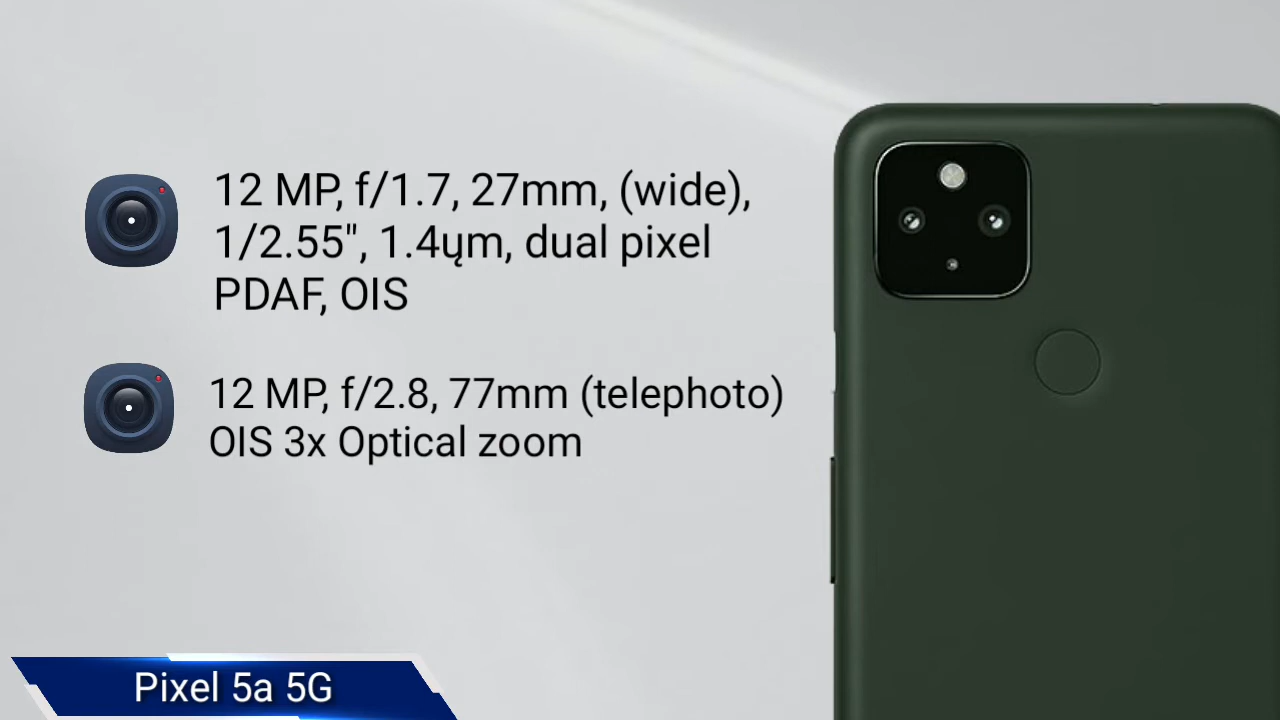 12 MP, f/1.7, 27mm, (wide),
1/2.55", 1.4ųm, dual pixel
PDAF, OIS
12 MP, f/2.8, 77mm (telephoto)
OIS 3x Optical zoom
Pixel 5a 5G